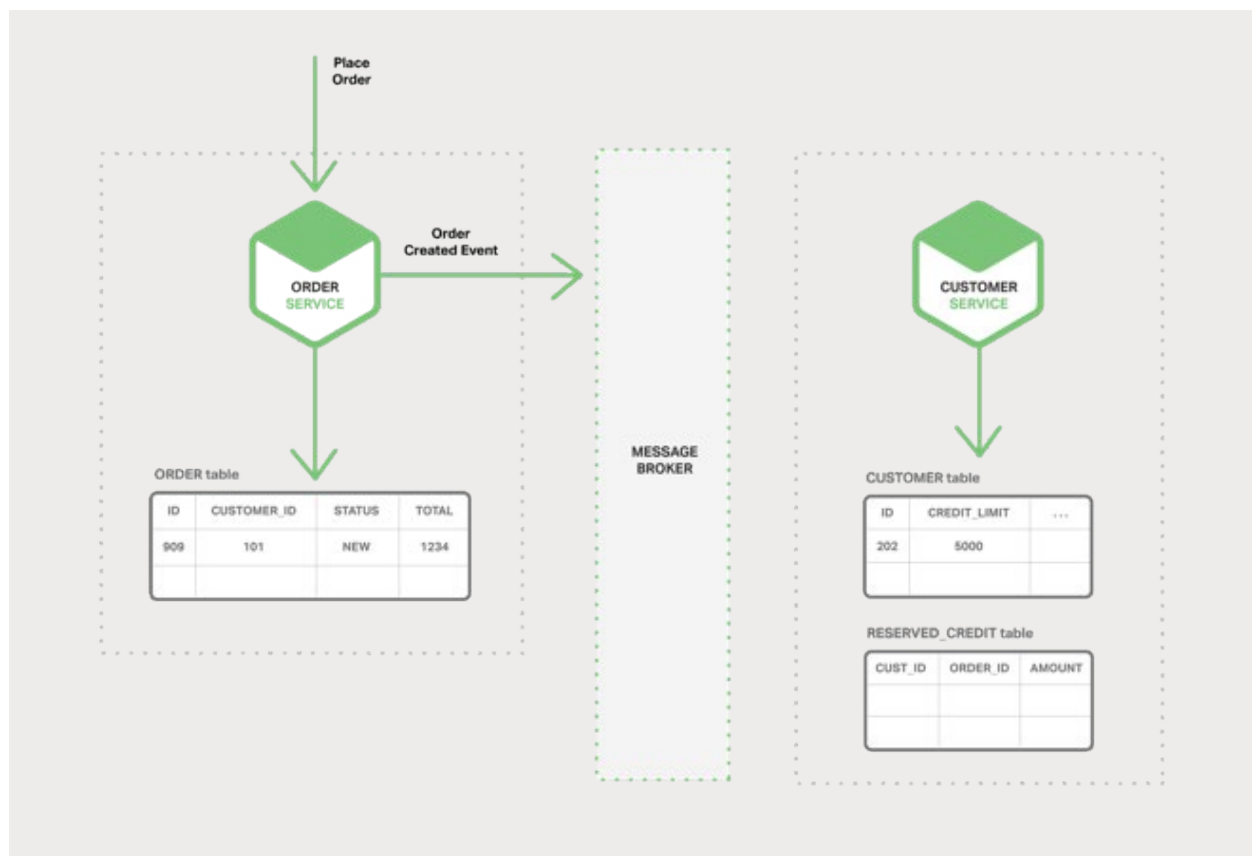 Place
Order
Order
Created Event
ORDER
SERVICE
CUSTOMER
SERVICE
MESSAGE
BROKER
ORDER table
ID CUSTOMER_ID STATUS TOTAL
909 101 NEW 1234
CUSTOMER table
ID CREDIT_LIMIT ...
202 5000
RESERVED_CREDIT table
CUST_ID ORDER_ID AMOUNT